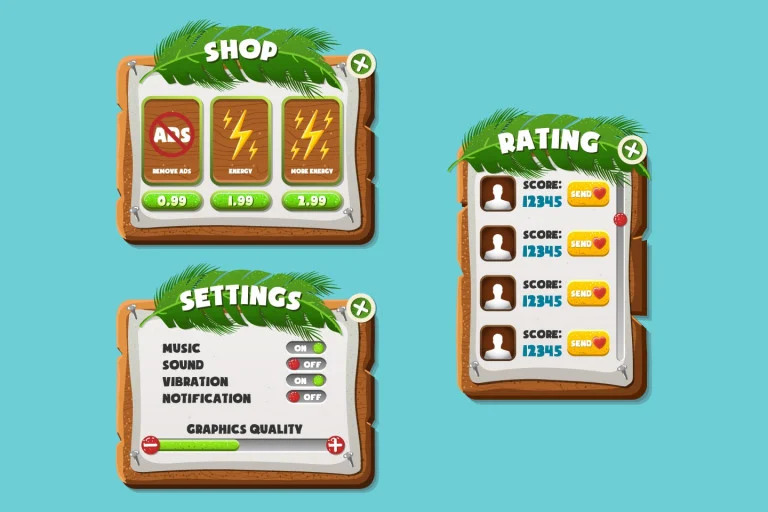 SHOP
ADS
REMOVE ADS
ENERGY
MORE ENERGY
0.99
1.99
2.99
SETTINGS
MUSIC ON
SOUND OFF
VIBRATION ON
NOTIFICATION OFF
GRAPHICS QUALITY
RATING
SCORE:
12345
SEND
SCORE:
12345
SEND
SCORE:
12345
SEND
SCORE:
12345
SEND